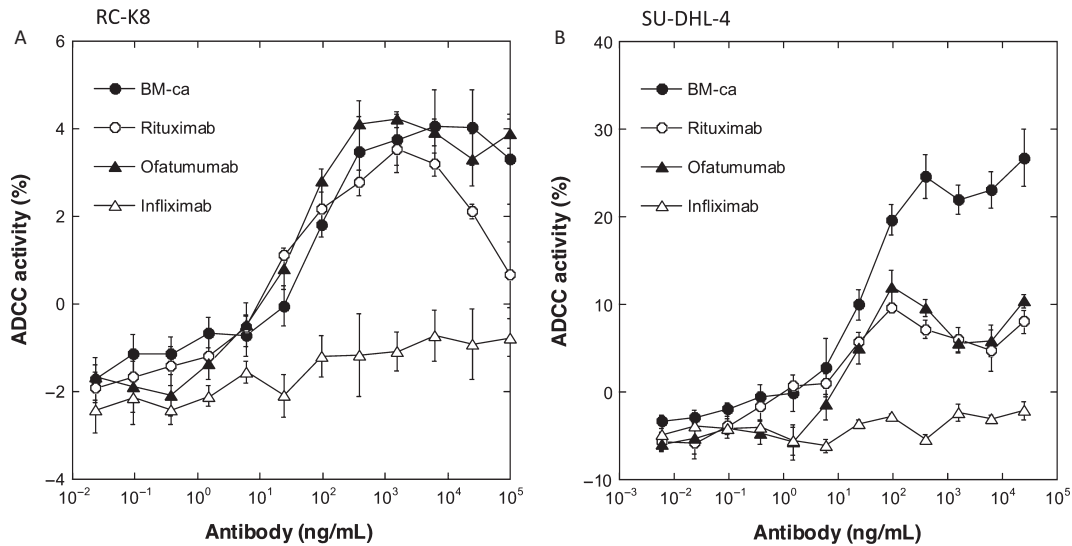 RC-K8
SU-DHL-4
A
6
4
2
0
−2
−4
BM-ca
Rituximab
Ofatumumab
Infliximab
ADCC activity (%)
10⁻² 10⁻¹ 10⁰ 10¹ 10² 10³ 10⁴ 10⁵
Antibody (ng/mL)
B
40
30
20
10
0
−10
BM-ca
Rituximab
Ofatumumab
Infliximab
ADCC activity (%)
10⁻³ 10⁻² 10⁻¹ 10⁰ 10¹ 10² 10³ 10⁴ 10⁵
Antibody (ng/mL)